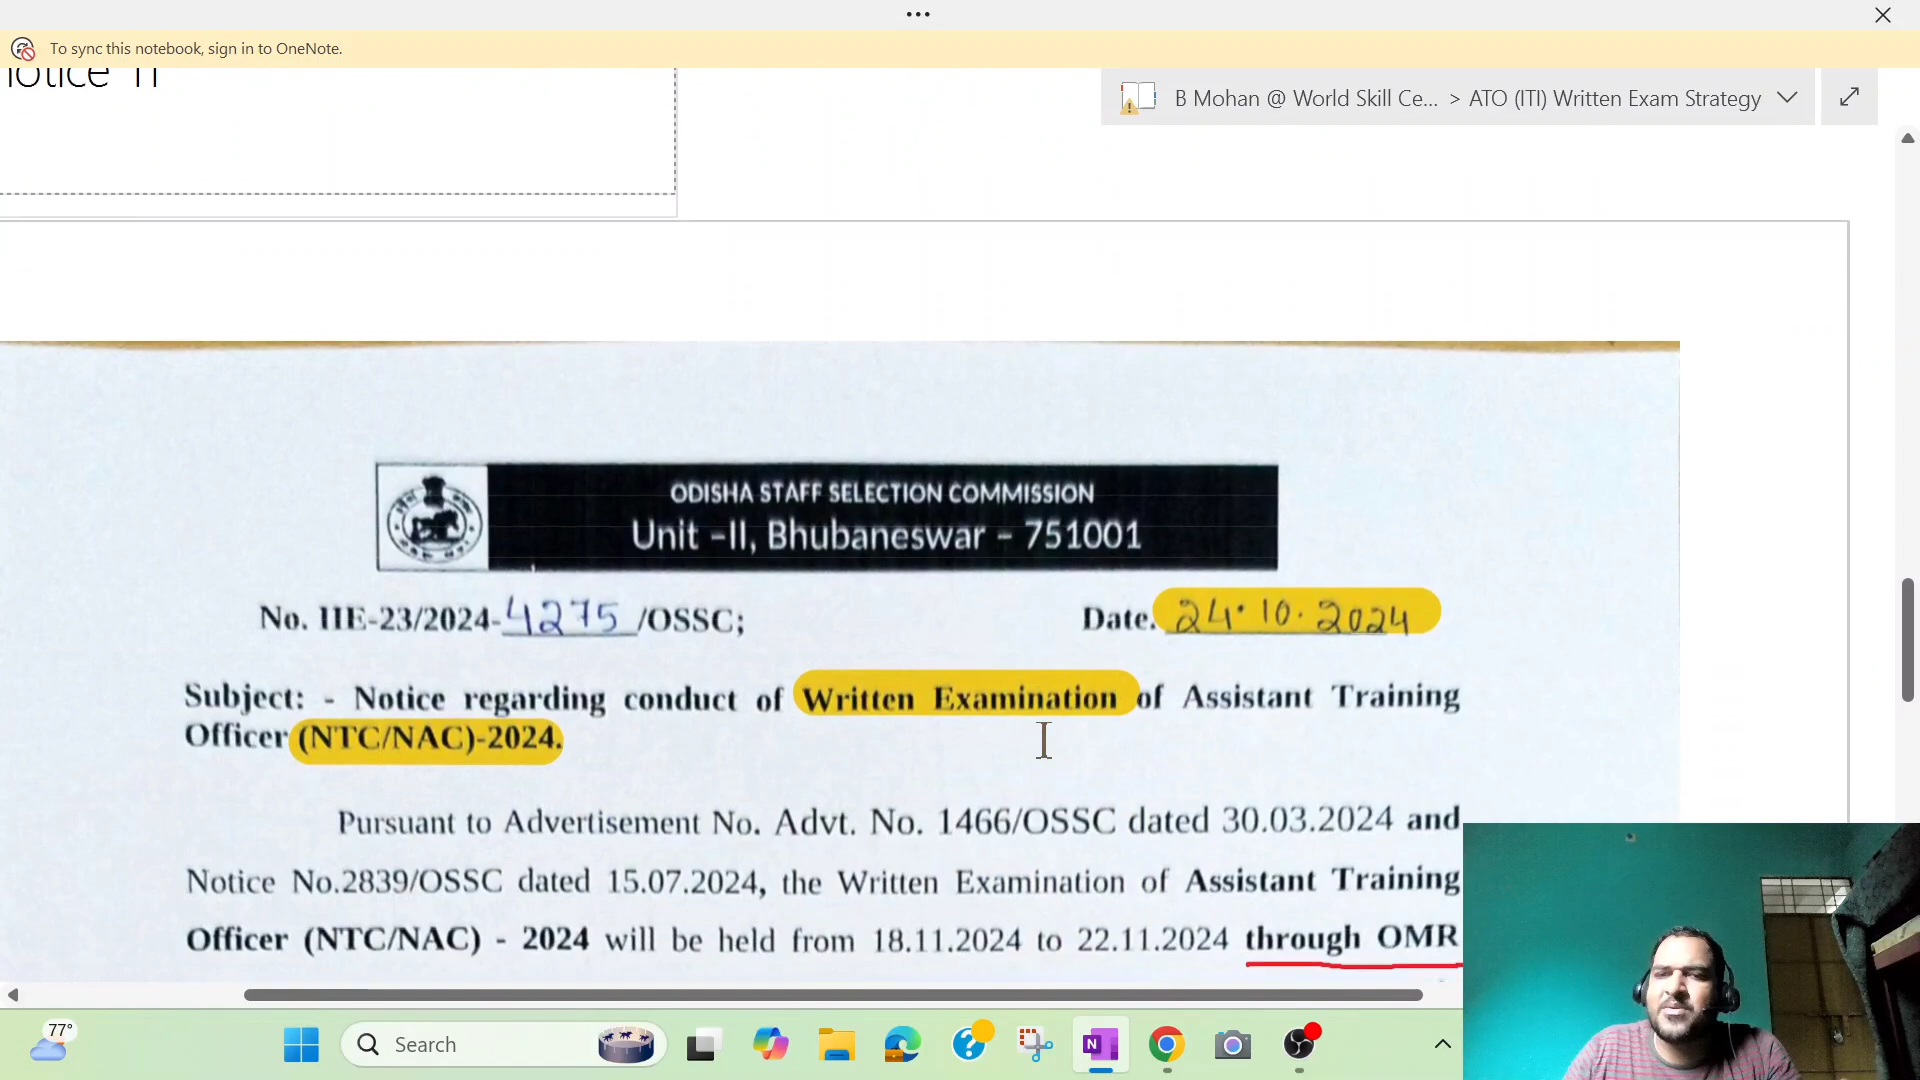 To sync this notebook, sign in to OneNote.
B Mohan @ World Skill Ce... > ATO (ITI) Written Exam Strategy
ODISHA STAFF SELECTION COMMISSION
Unit –II, Bhubaneswar – 751001
No. IIE-23/2024-4275/OSSC;
Date. 24.10.2024
Subject: - Notice regarding conduct of Written Examination of Assistant Training
Officer (NTC/NAC)-2024.
Pursuant to Advertisement No. Advt. No. 1466/OSSC dated 30.03.2024 and
Notice No.2839/OSSC dated 15.07.2024, the Written Examination of Assistant Training
Officer (NTC/NAC) - 2024 will be held from 18.11.2024 to 22.11.2024 through OMR
77°
Search